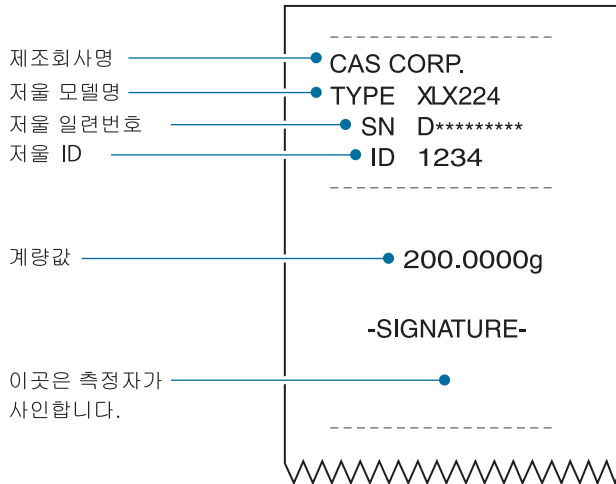 제조회사명
저울 모델명
저울 일련번호
저울 ID
CAS CORP.
TYPE XLX224
SN D*********
ID 1234
계량값
200.0000g
-SIGNATURE-
이곳은 측정자가
사인합니다.